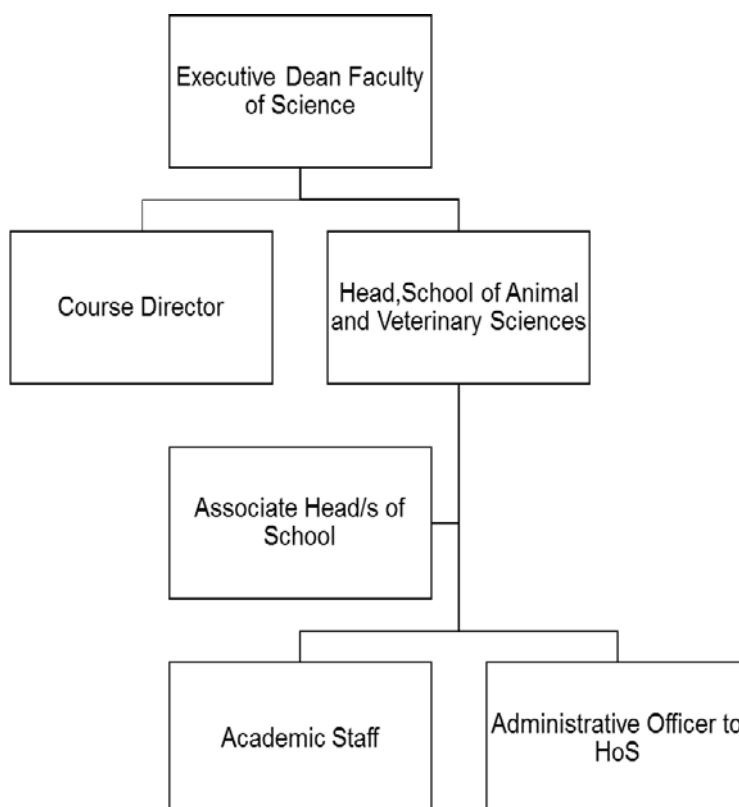 Executive Dean Faculty
of Science
Course Director
Head,School of Animal
and Veterinary Sciences
Associate Head/s of
School
Academic Staff
Administrative Officer to
HoS